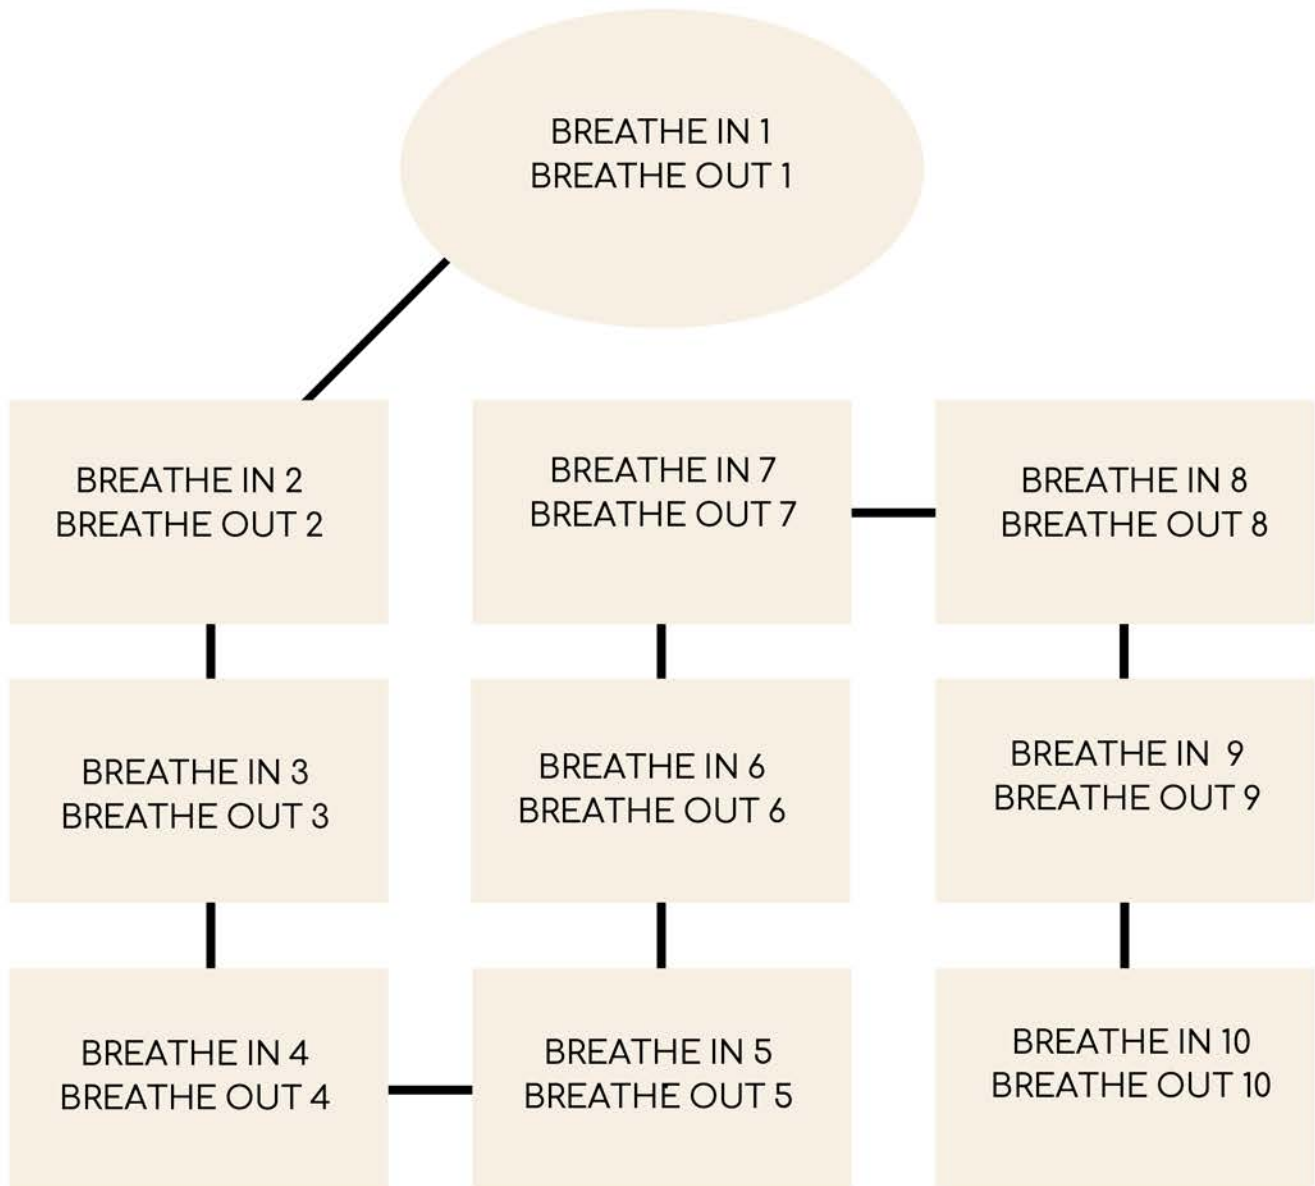 BREATHE IN 1
BREATHE OUT 1
BREATHE IN 2
BREATHE OUT 2
BREATHE IN 3
BREATHE OUT 3
BREATHE IN 4
BREATHE OUT 4
BREATHE IN 5
BREATHE OUT 5
BREATHE IN 6
BREATHE OUT 6
BREATHE IN 7
BREATHE OUT 7
BREATHE IN 8
BREATHE OUT 8
BREATHE IN 9
BREATHE OUT 9
BREATHE IN 10
BREATHE OUT 10